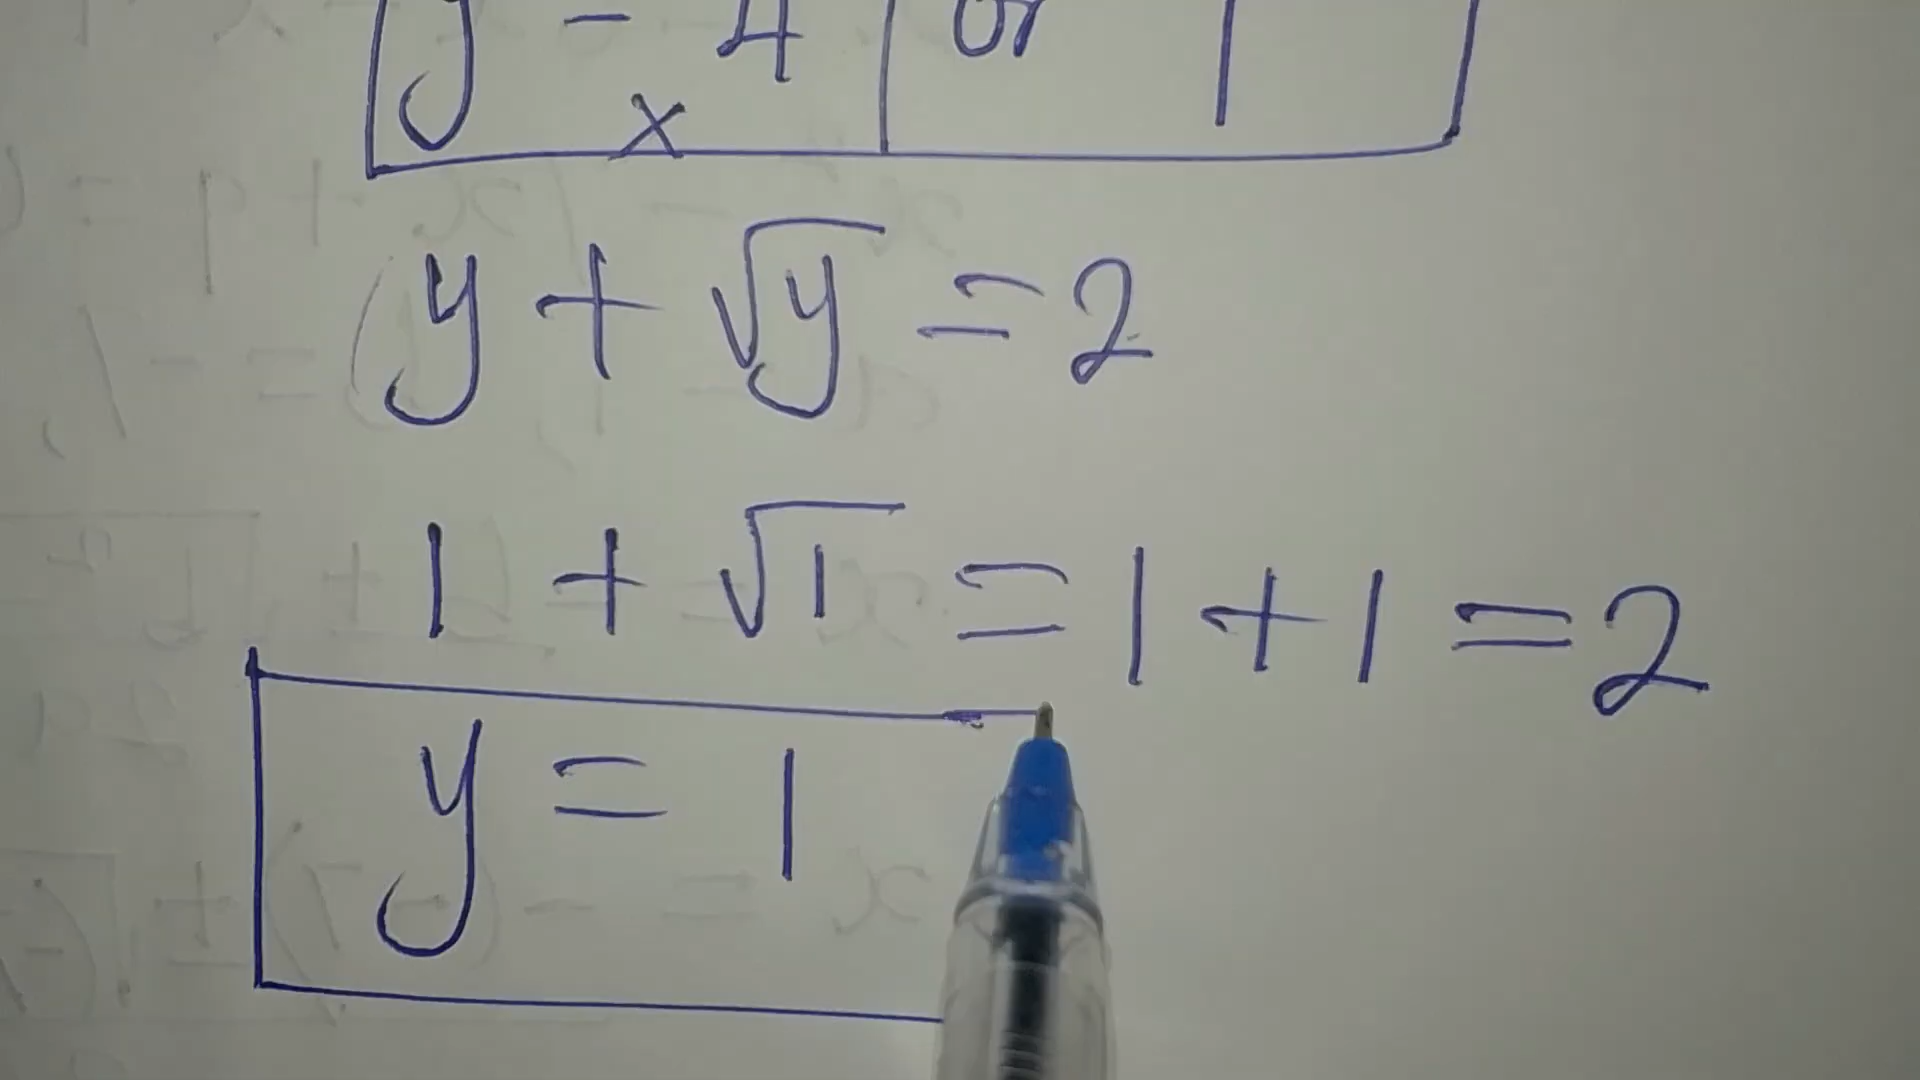 y = 4 | or 1
x
y + √y = 2
1 + √1 = 1 + 1 = 2
y = 1